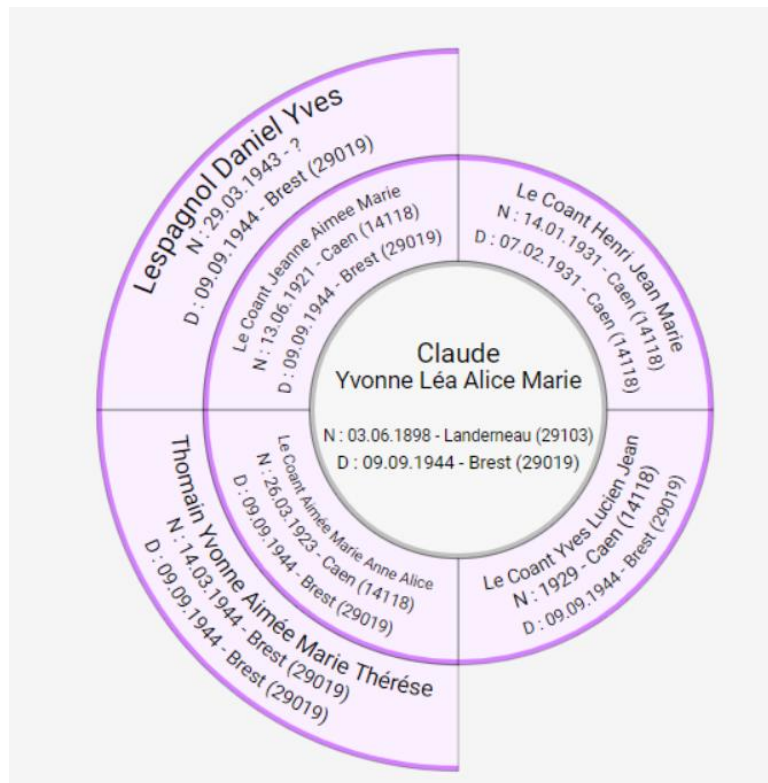 Lespagnol Daniel Yves
N : 29.03.1943 - ?
D : 09.09.1944 - Brest (29019)
Le Coant Jeanne Aimee Marie
N : 13.06.1921 - Caen (14118)
D : 09.09.1944 - Brest (29019)
Le Coant Henri Jean Marie
N : 14.01.1931 - Caen (14118)
D : 07.02.1931 - Caen (14118)
Claude
Yvonne Léa Alice Marie
N : 03.06.1898 - Landerneau (29103)
D : 09.09.1944 - Brest (29019)
Le Coant Aimée Marie Anne Alice
N : 26.03.1923 - Caen (14118)
D : 09.09.1944 - Brest (29019)
Le Coant Yves Lucien Jean
N : 1929 - Caen (14118)
D : 09.09.1944 - Brest (29019)
Thomain Yvonne Aimée Marie Thérése
N : 14.03.1944 - Brest (29019)
D : 09.09.1944 - Brest (29019)